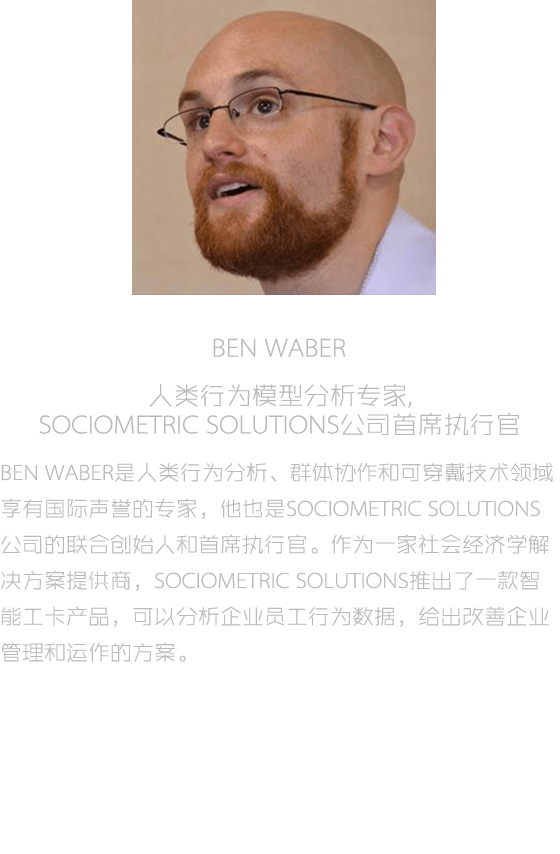 BEN WABER
人类行为模型分析专家,
SOCIOMETRIC SOLUTIONS公司首席执行官
BEN WABER是人类行为分析、群体协作和可穿戴技术领域
享有国际声誉的专家，他也是SOCIOMETRIC SOLUTIONS
公司的联合创始人和首席执行官。作为一家社会经济学解
决方案提供商，SOCIOMETRIC SOLUTIONS推出了一款智
能工卡产品，可以分析企业员工行为数据，给出改善企业
管理和运作的方案。